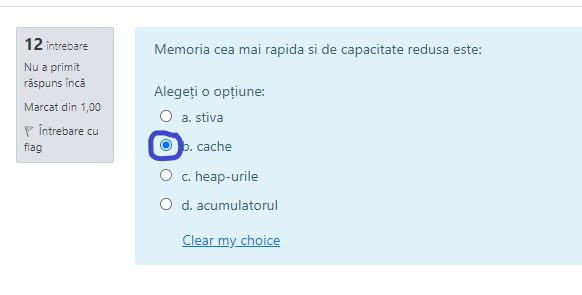 12 întrebare
Nu a primit
răspuns încă
Marcat din 1,00
Întrebare cu
flag
Memoria cea mai rapida si de capacitate redusa este:
Alegeți o opțiune:
a. stiva
b. cache
c. heap-urile
d. acumulatorul
Clear my choice